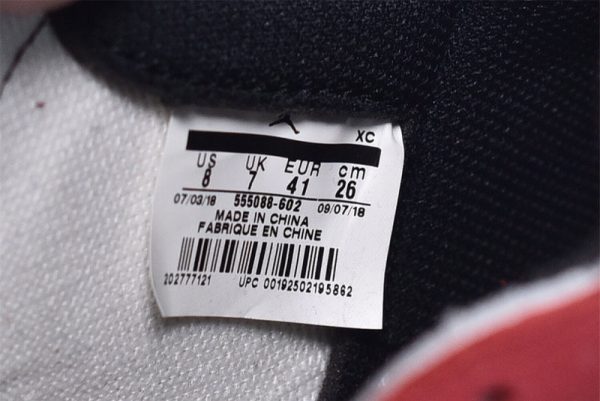 XC
US UK EUR cm
8 7 41 26
07/03/18 555088-602 09/07/18
MADE IN CHINA
FABRIQUE EN CHINE
202777121 UPC 00192502195862